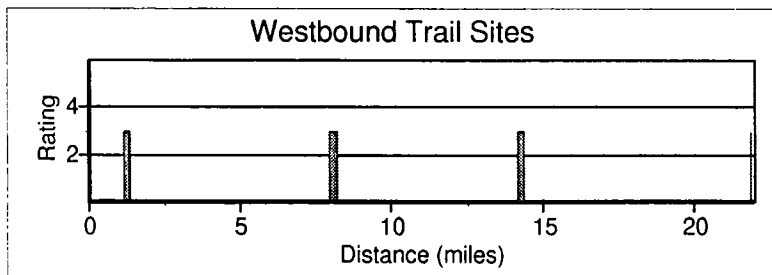 Westbound Trail Sites
Rating
4
2
0 5 10 15 20
Distance (miles)